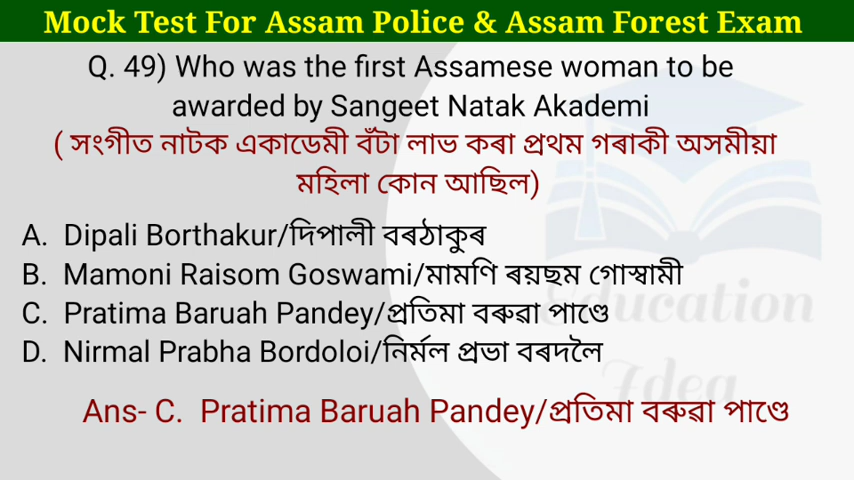 Mock Test For Assam Police & Assam Forest Exam
Q. 49) Who was the first Assamese woman to be
awarded by Sangeet Natak Akademi
( সংগীত নাটক একাডেমী বঁটা লাভ কৰা প্ৰথম গৰাকী অসমীয়া
মহিলা কোন আছিল)
A. Dipali Borthakur/দিপালী বৰঠাকুৰ
B. Mamoni Raisom Goswami/মামণি ৰয়ছম গোস্বামী
C. Pratima Baruah Pandey/প্ৰতিমা বৰুৱা পাণ্ডে
D. Nirmal Prabha Bordoloi/নিৰ্মল প্ৰভা বৰদলৈ
Education
Idea
Ans- C. Pratima Baruah Pandey/প্ৰতিমা বৰুৱা পাণ্ডে